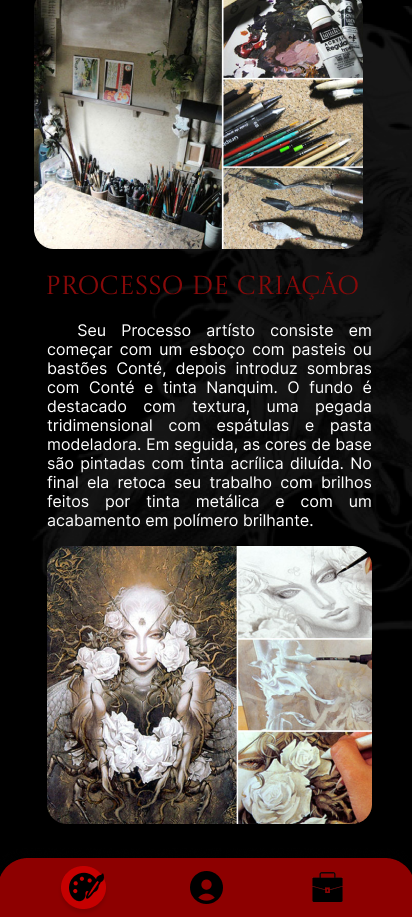 PROCESSO DE CRIAÇÃO
Seu Processo artísto consiste em
começar com um esboço com pasteis ou
bastões Conté, depois introduz sombras
com Conté e tinta Nanquim. O fundo é
destacado com textura, uma pegada
tridimensional com espátulas e pasta
modeladora. Em seguida, as cores de base
são pintadas com tinta acrílica diluída. No
final ela retoca seu trabalho com brilhos
feitos por tinta metálica e com um
acabamento em polímero brilhante.